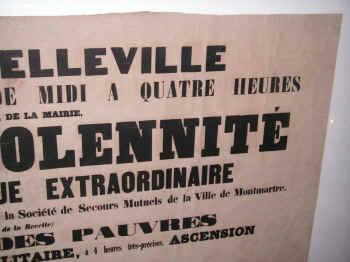 ELLEVILLE
DE MIDI A QUATRE HEURES
DE LA MAIRIE,
OLENNITÉ
UE EXTRAORDINAIRE
la Société de Secours Mutuels de la Ville de Montmartre.
de la Recette)
DES PAUVRES
LITAIRE, à 4 heures très-précises, ASCENSION